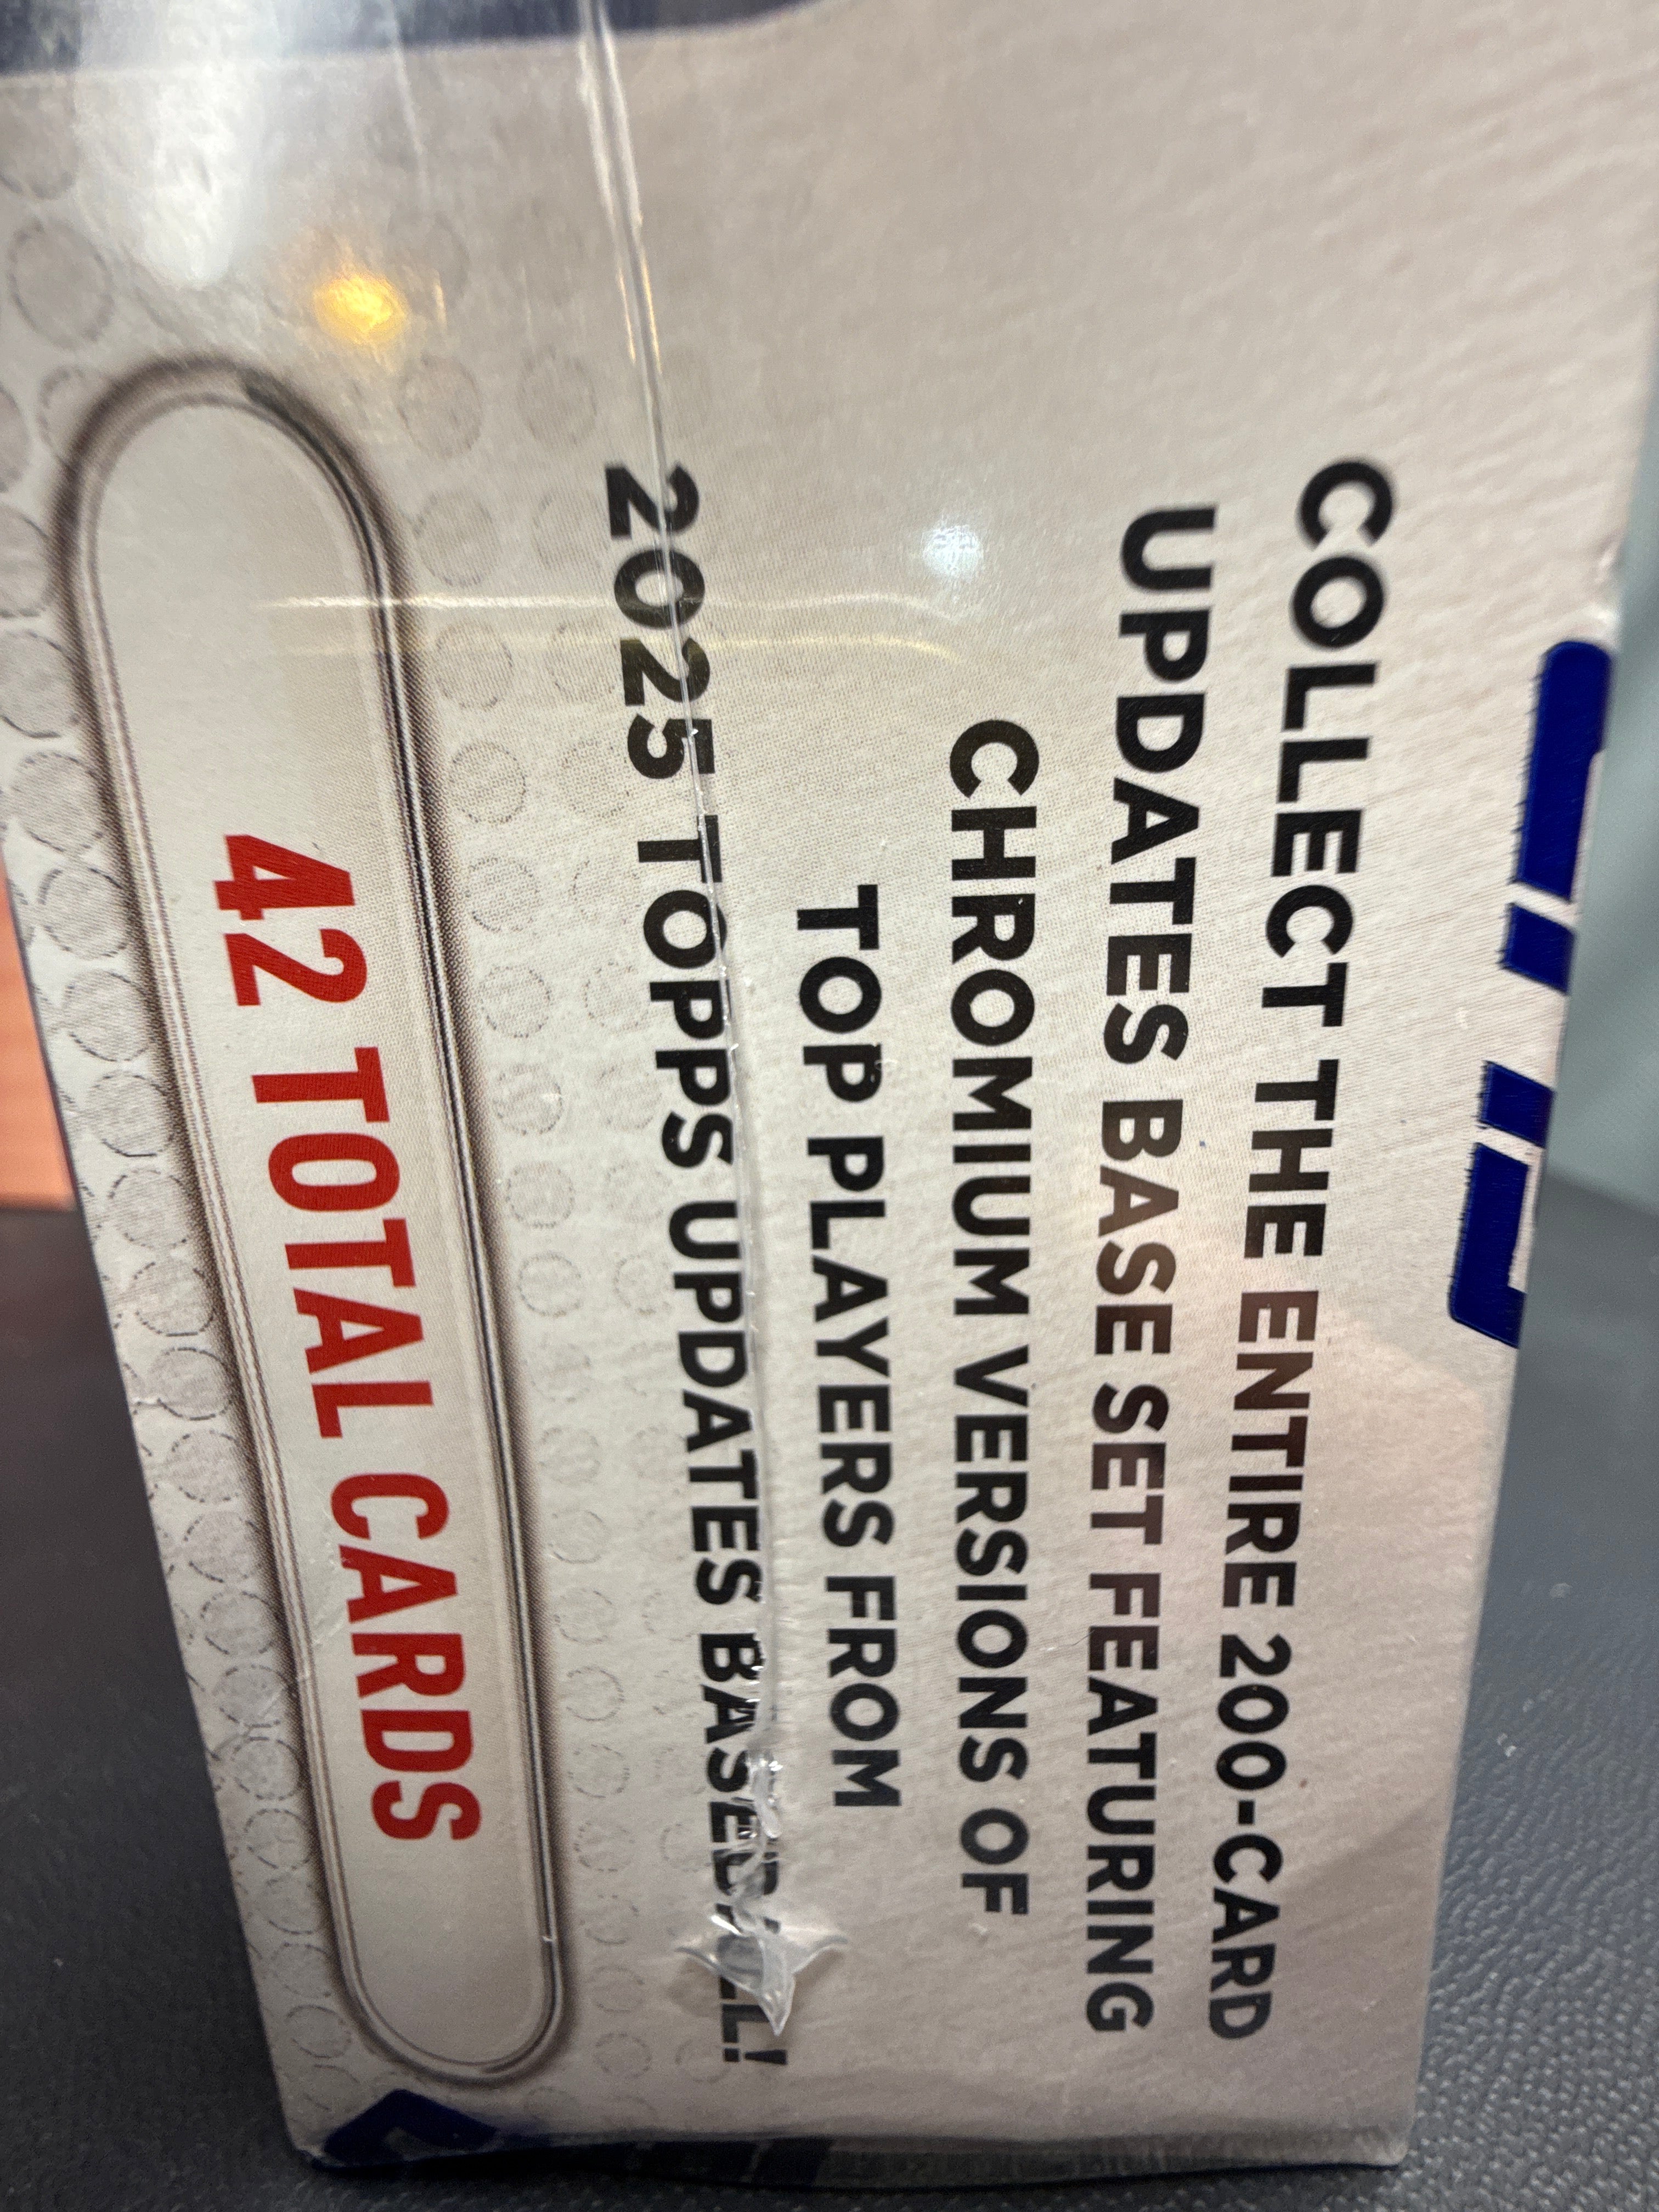 COLLECT THE ENTIRE 200-CARD
UPDATES BASE SET FEATURING
CHROMIUM VERSIONS OF
TOP PLAYERS FROM
2025 TOPPS UPDATES BASEBALL!
42 TOTAL CARDS